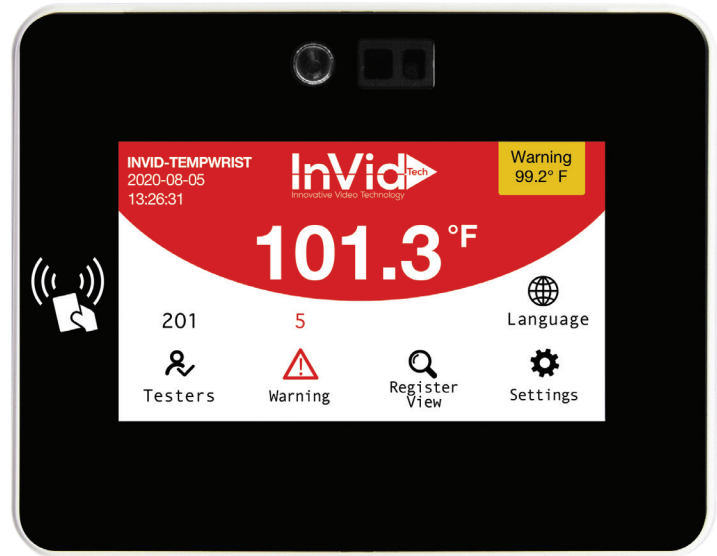 INVID-TEMPWRIST
2020-08-05
13:26:31
InVid Tech
Innovative Video Technology
Warning
99.2° F
101.3°F
201
5
Language
Testers
Warning
Register
View
Settings